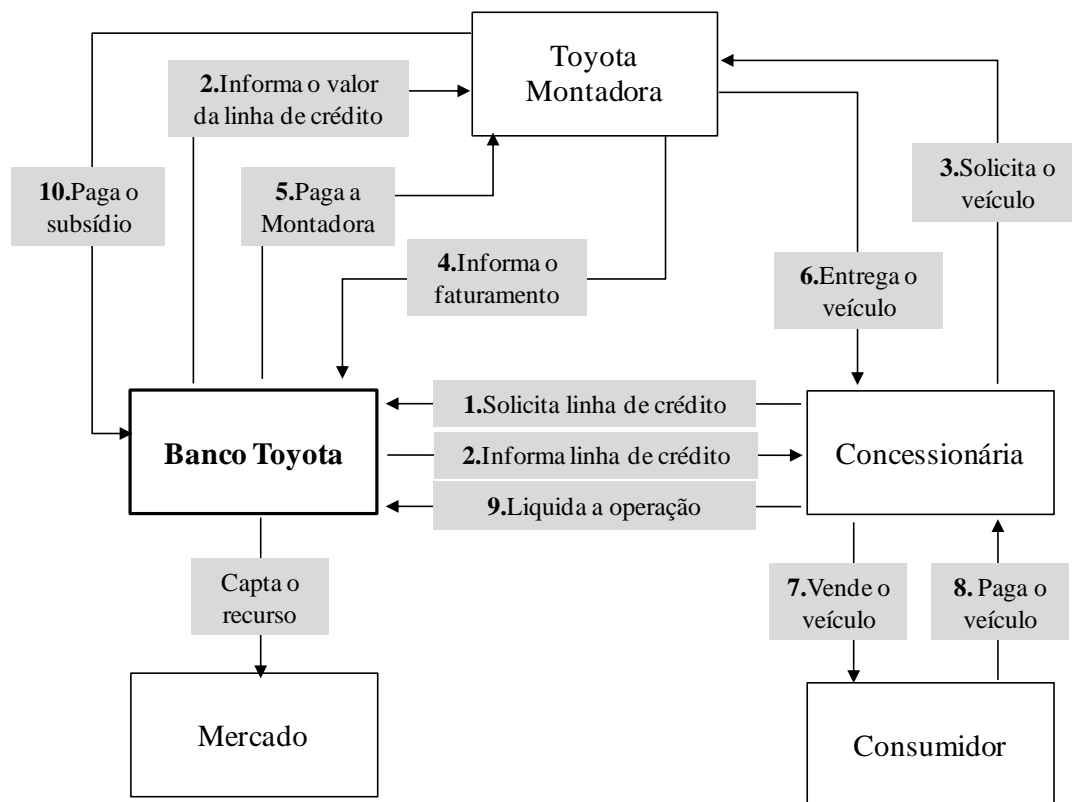 Toyota
Montadora
2.Informa o valor
da linha de crédito
10.Paga o
subsídio
5.Paga a
Montadora
3.Solicita o
veículo
4.Informa o
faturamento
6.Entrega o
veículo
1.Solicita linha de crédito
Banco Toyota
2.Informa linha de crédito
Concessionária
9.Liquida a operação
Capta o
recurso
7.Vende o
veículo
8. Paga o
veículo
Mercado
Consumidor